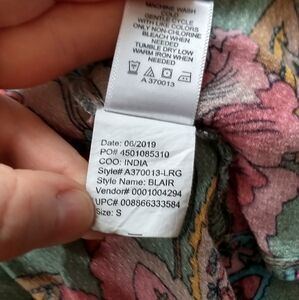 MACHINE WASH
COLD
GENTLE CYCLE
WITH LIKE COLORS
ONLY NON-CHLORINE
BLEACH WHEN
NEEDED
TUMBLE DRY LOW
WARM IRON WHEN
NEEDED
A 370013
Date: 06/2019
PO# 4501085310
COO: INDIA
Style# A370013-LRG
Style Name: BLAIR
Vendor# 0001004294
UPC# 008866333584
Size: S